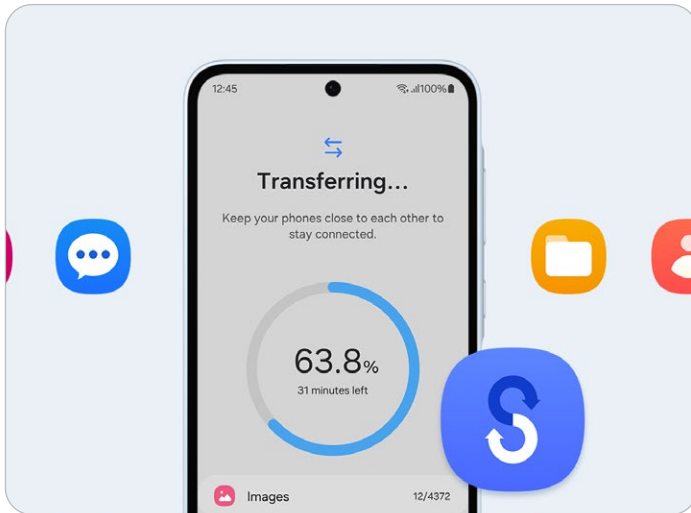 12:45
100%
Transferring...
Keep your phones close to each other to
stay connected.
63.8%
31 minutes left
Images 12/4372